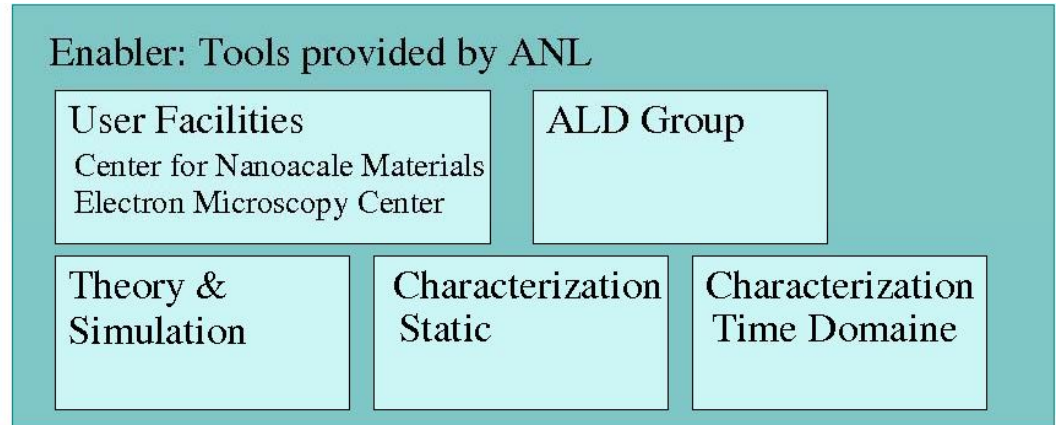 Enabler: Tools provided by ANL
User Facilities
Center for Nanoacale Materials
Electron Microscopy Center
ALD Group
Theory &
Simulation
Characterization
Static
Characterization
Time Domaine